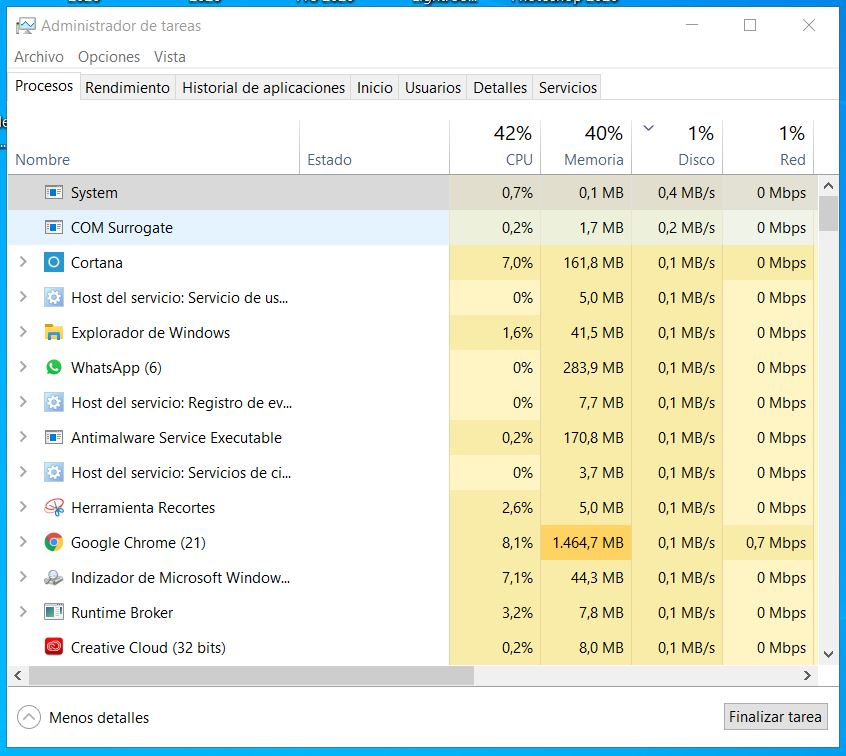 Administrador de tareas
Archivo Opciones Vista
Procesos Rendimiento Historial de aplicaciones Inicio Usuarios Detalles Servicios
42% 40% 1% 1%
Nombre Estado CPU Memoria Disco Red
System 0,7% 0,1 MB 0,4 MB/s 0 Mbps
COM Surrogate 0,2% 1,7 MB 0,2 MB/s 0 Mbps
Cortana 7,0% 161,8 MB 0,1 MB/s 0 Mbps
Host del servicio: Servicio de us... 0% 5,0 MB 0,1 MB/s 0 Mbps
Explorador de Windows 1,6% 41,5 MB 0,1 MB/s 0 Mbps
WhatsApp (6) 0% 283,9 MB 0,1 MB/s 0 Mbps
Host del servicio: Registro de ev... 0% 7,7 MB 0,1 MB/s 0 Mbps
Antimalware Service Executable 0,2% 170,8 MB 0,1 MB/s 0 Mbps
Host del servicio: Servicios de ci... 0% 3,7 MB 0,1 MB/s 0 Mbps
Herramienta Recortes 2,6% 5,0 MB 0,1 MB/s 0 Mbps
Google Chrome (21) 8,1% 1.464,7 MB 0,1 MB/s 0,7 Mbps
Indizador de Microsoft Window... 7,1% 44,3 MB 0,1 MB/s 0 Mbps
Runtime Broker 3,2% 7,8 MB 0,1 MB/s 0 Mbps
Creative Cloud (32 bits) 0,2% 8,0 MB 0,1 MB/s 0 Mbps
Menos detalles Finalizar tarea